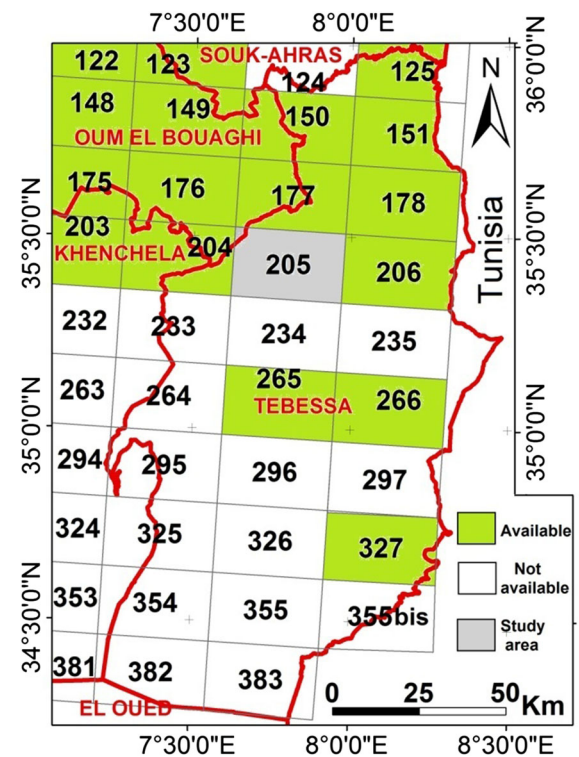 7°30'0"E 8°0'0"E
SOUK-AHRAS
122 123 124 125
36°0'0"N
N
148 149 150 151
OUM EL BOUAGHI
175 176 177 178
Tunisia
203 204 205 206
KHENCHELA
35°30'0"N 35°30'0"N
232 233 234 235
263 264 265 266
TEBESSA
35°0'0"N 35°0'0"N
294 295 296 297
324 325 326 327
Available
Not
available
353 354 355 355bis
Study
area
34°30'0"N
381 382 383
0 25 50 Km
EL OUED
7°30'0"E 8°0'0"E 8°30'0"E